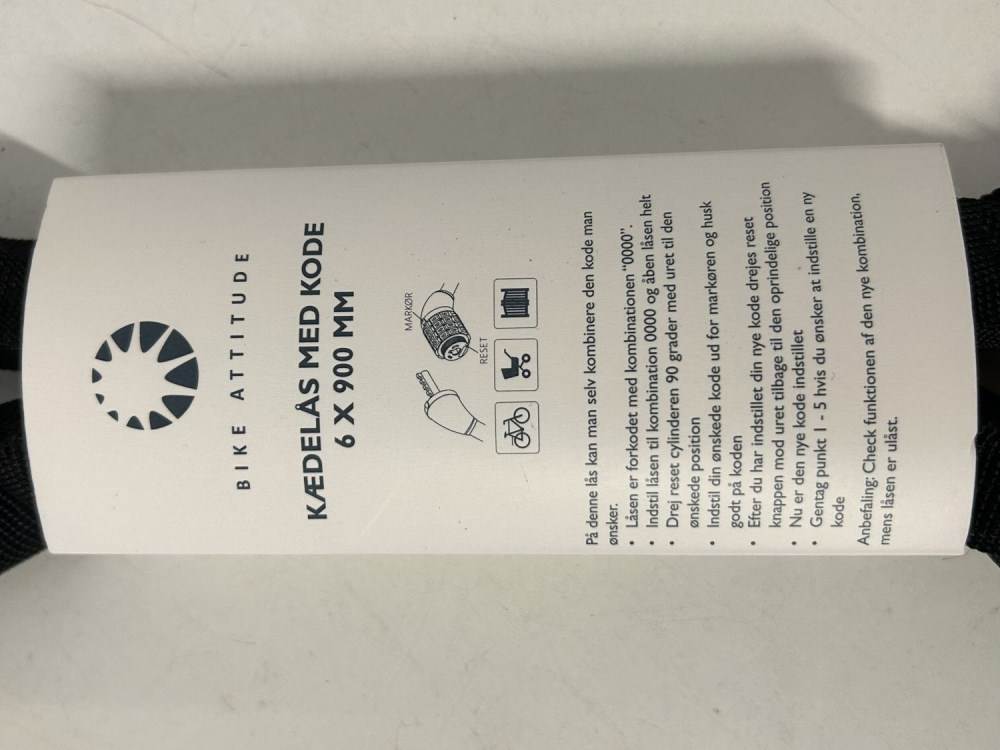 BIKE ATTITUDE
KÆDELÅS MED KODE
6 X 900 MM
MARKØR
RESET
På denne lås kan man selv kombinere den kode man
ønsker.
• Låsen er forkodet med kombinationen “0000”.
• Indstil låsen til kombination 0000 og åben låsen helt
• Drej reset cylinderen 90 grader med uret til den
ønskede position
• Indstil din ønskede kode ud for markøren og husk
godt på koden
• Efter du har indstillet din nye kode drejes reset
knappen mod uret tilbage til den oprindelige position
• Nu er den nye kode indstillet
• Gentag punkt 1 - 5 hvis du ønsker at indstille en ny
kode
Anbefaling: Check funktionen af den nye kombination,
mens låsen er ulåst.